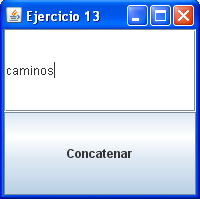 Ejercicio 13
caminos
Concatenar